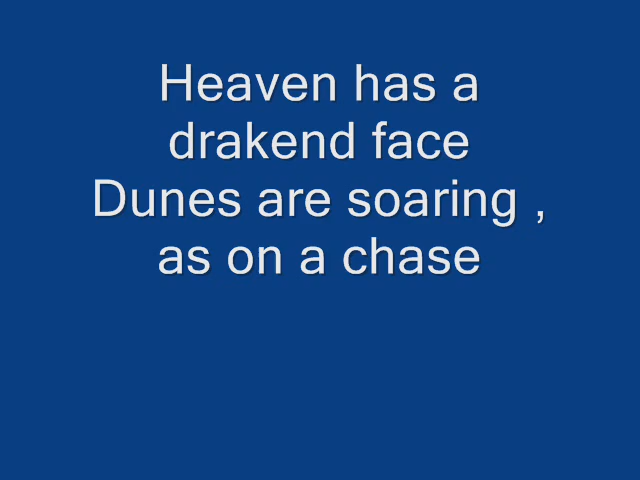 Heaven has a
drakend face
Dunes are soaring ,
as on a chase